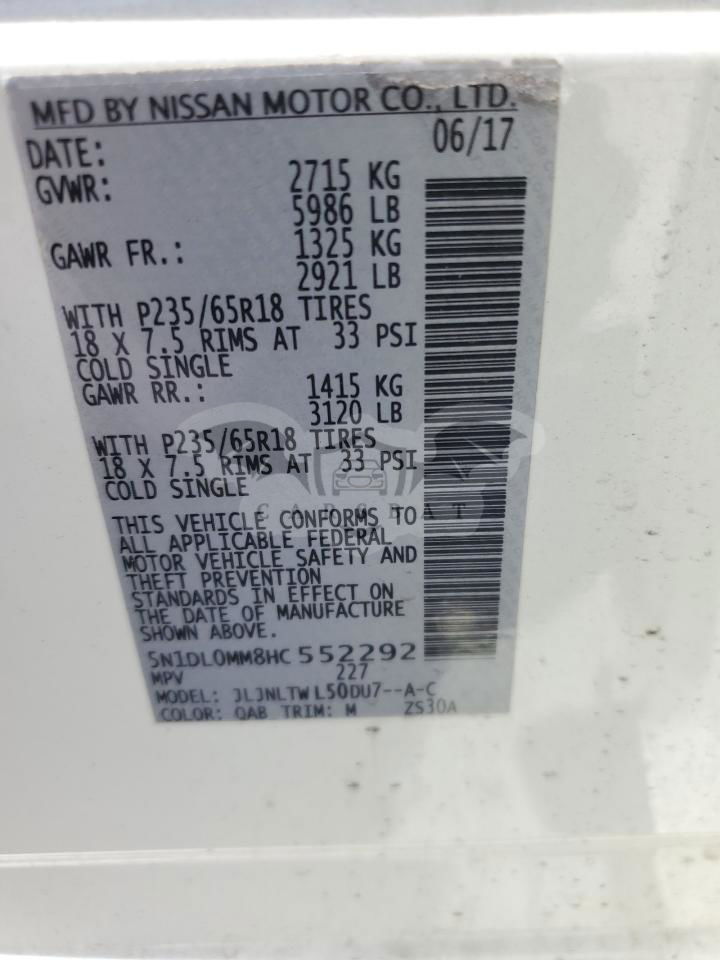 MFD BY NISSAN MOTOR CO., LTD.
DATE: 06/17
GVWR: 2715 KG
5986 LB
GAWR FR.: 1325 KG
2921 LB
WITH P235/65R18 TIRES
18 X 7.5 RIMS AT 33 PSI
COLD SINGLE
GAWR RR.: 1415 KG
3120 LB
WITH P235/65R18 TIRES
18 X 7.5 RIMS AT 33 PSI
COLD SINGLE
THIS VEHICLE CONFORMS TO
ALL APPLICABLE FEDERAL
MOTOR VEHICLE SAFETY AND
THEFT PREVENTION
STANDARDS IN EFFECT ON
THE DATE OF MANUFACTURE
SHOWN ABOVE.
5N1DL0MM8HC 552292
MPV 227
MODEL: JLJNLTW L50DU7--A-C
COLOR: QAB TRIM: M ZS30A